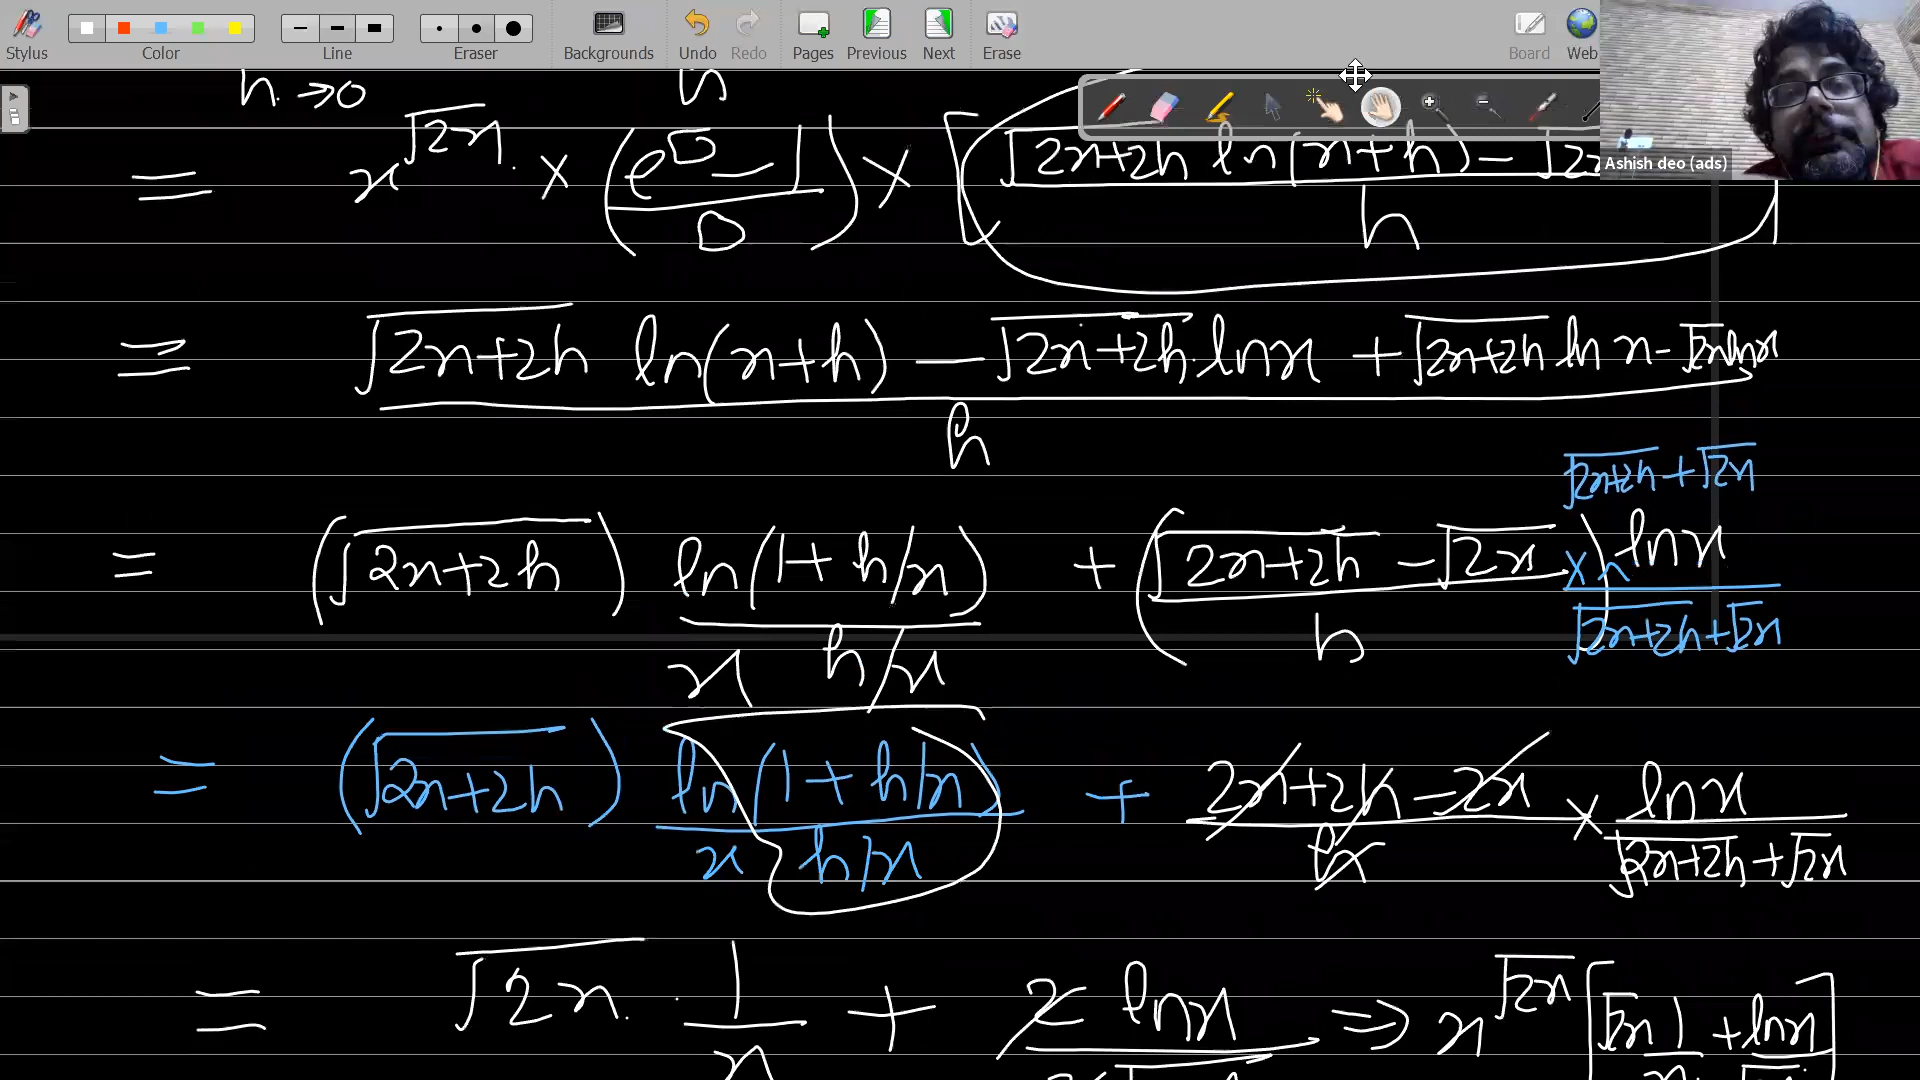 Stylus Color Line Eraser Backgrounds Undo Redo Pages Previous Next Erase Board Web
h → 0 h
Ashish deo (ads)
= x^√2x × (e^□ − 1)/□ × [(√2x+2h ln(x+h) − √2x)/h]
= (√2x+2h ln(x+h) − √2x+2h · ln x + √2x+2h ln x − √2x ln x)/h
√2x+2h + √2x
= (√2x+2h) ln(1 + h/x)/(x h/x) + ((√2x+2h − √2x)/h) ln x
× /(√2x+2h + √2x)
= (√2x+2h) ln(1 + h/x)/(x h/x) + (2x+2h − 2x)/h × ln x/(√2x+2h + √2x)
= √2x · 1/x + 2 ln x ⇒ x^√2x [√2x 1 + ln x]